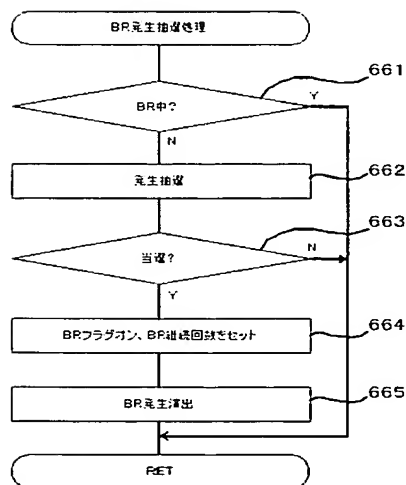 BR発生抽選処理
661
BR中?
Y
N
662
発生抽選
663
当選?
N
Y
664
BRフラグオン、BR継続回数をセット
665
BR発生演出
RET